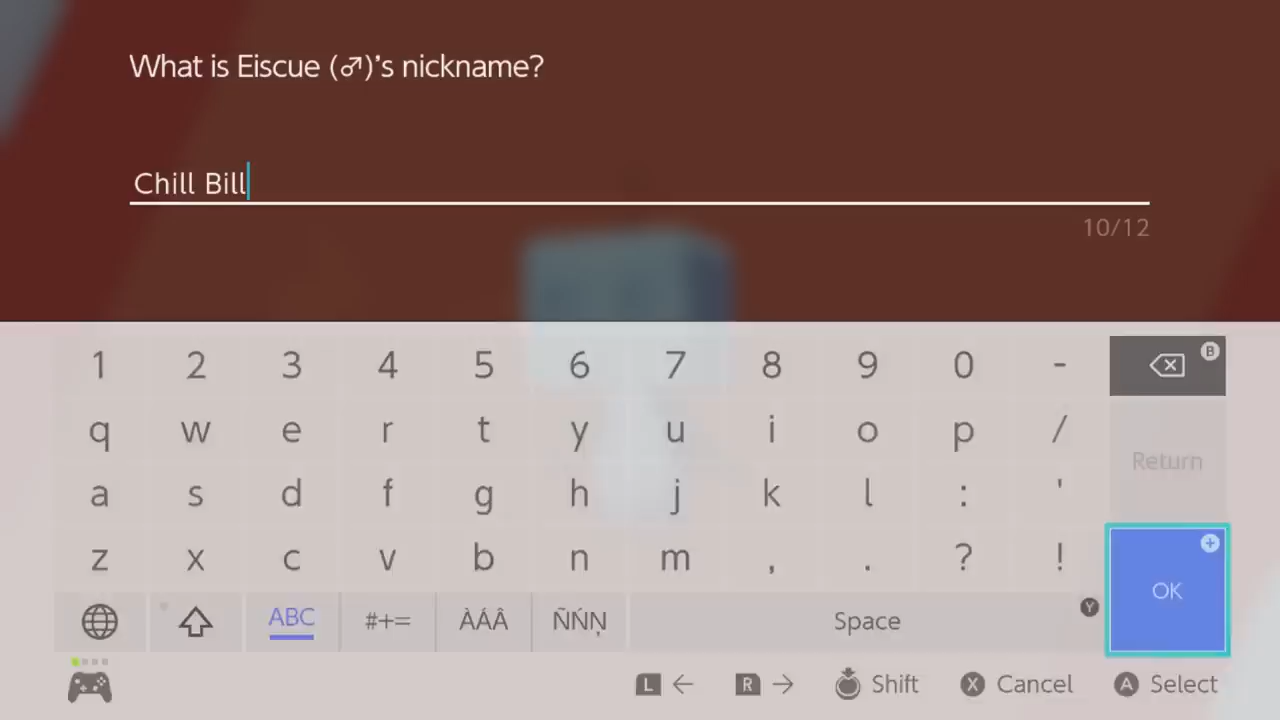 What is Eiscue (♂)'s nickname?
Chill Bill
10/12
1 2 3 4 5 6 7 8 9 0 - B
q w e r t y u i o p /
Return
a s d f g h j k l : '
z x c v b n m , . ? ! +
OK
ABC #+= ÀÁÂ ÑŃŅ Space Y
L ← R → Shift X Cancel A Select